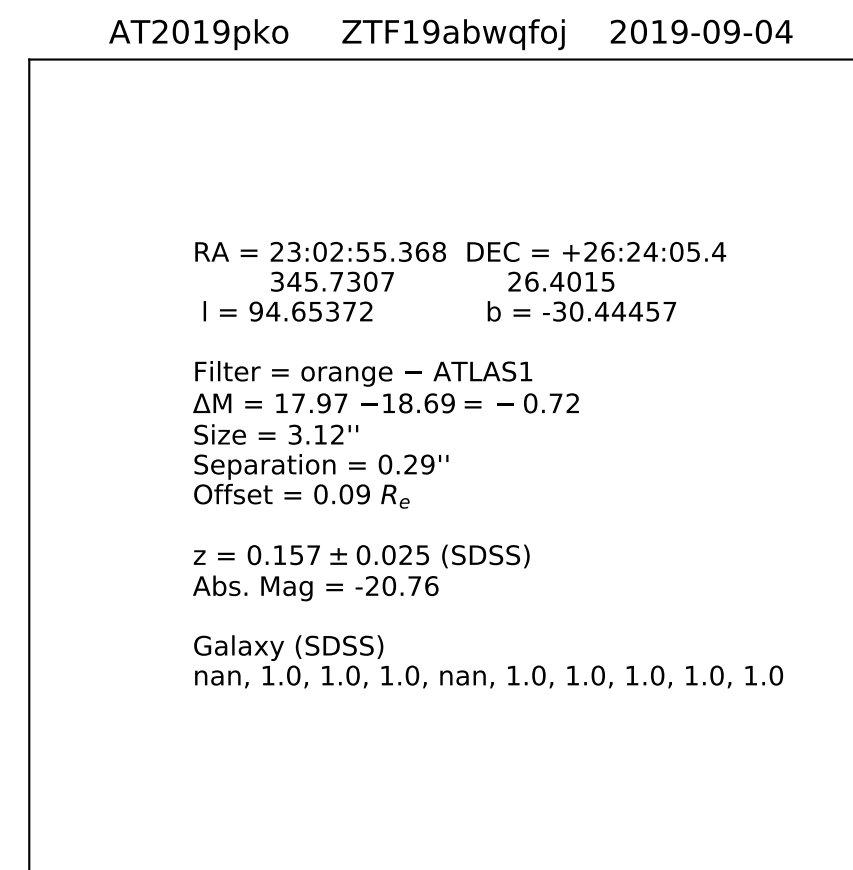 AT2019pko ZTF19abwqfoj 2019-09-04
RA = 23:02:55.368 DEC = +26:24:05.4
345.7307 26.4015
l = 94.65372 b = -30.44457
Filter = orange − ATLAS1
ΔM = 17.97 −18.69 = − 0.72
Size = 3.12''
Separation = 0.29''
Offset = 0.09 Rₑ
z = 0.157 ± 0.025 (SDSS)
Abs. Mag = -20.76
Galaxy (SDSS)
nan, 1.0, 1.0, 1.0, nan, 1.0, 1.0, 1.0, 1.0, 1.0